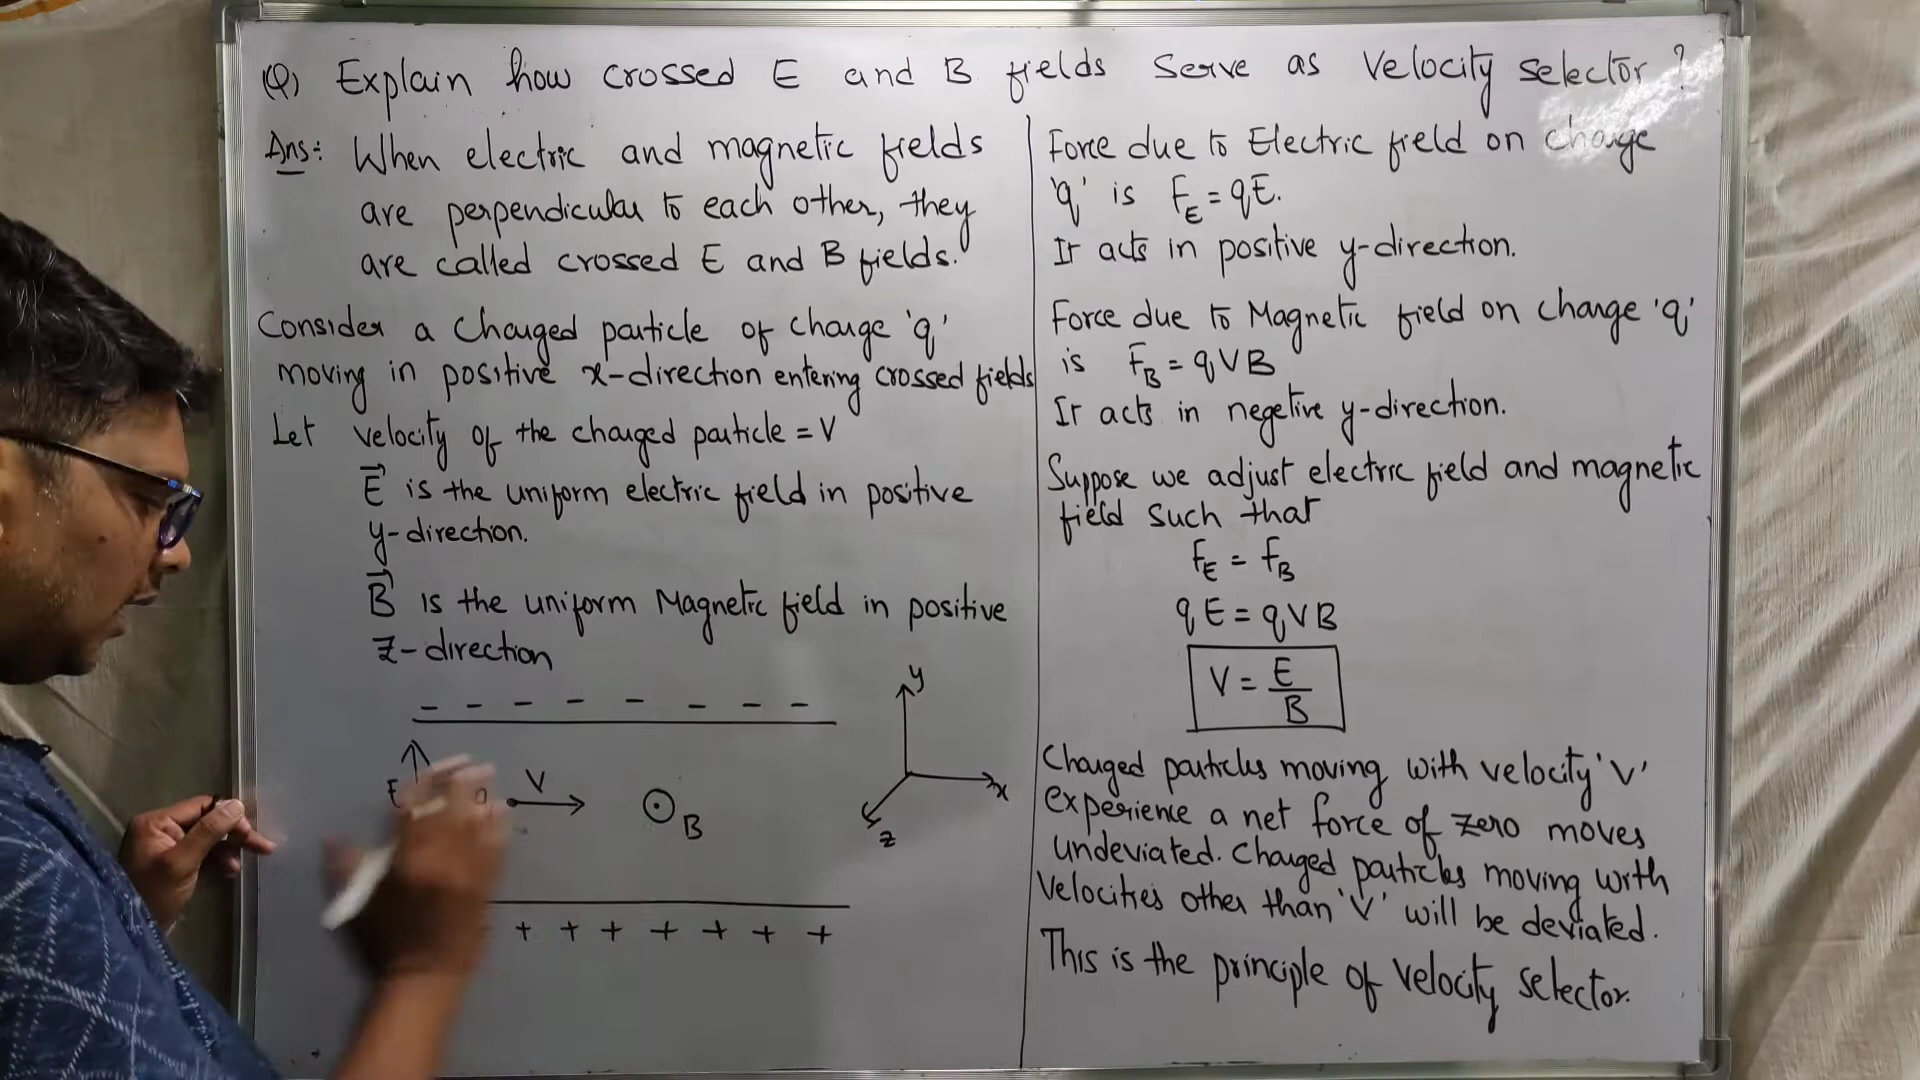 Q) Explain how crossed E and B fields serve as Velocity selector?
Ans: When electric and magnetic fields
are perpendicular to each other, they
are called crossed E and B fields.
Consider a charged particle of charge 'q'
moving in positive x-direction entering crossed fields
Let velocity of the charged particle = V
E⃗ is the uniform electric field in positive
y-direction.
B⃗ is the uniform Magnetic field in positive
z-direction
- - - - - - - -
E
V
B
+ + + + + + +
y
x
z
Force due to Electric field on charge
'q' is F_E = qE.
It acts in positive y-direction.
Force due to Magnetic field on charge 'q'
is F_B = qVB
It acts in negetive y-direction.
Suppose we adjust electric field and magnetic
field such that
F_E = F_B
qE = qVB
V = E/B
Charged particles moving with velocity 'V'
experience a net force of zero moves
undeviated. Charged particles moving with
velocities other than 'V' will be deviated.
This is the principle of velocity selector.